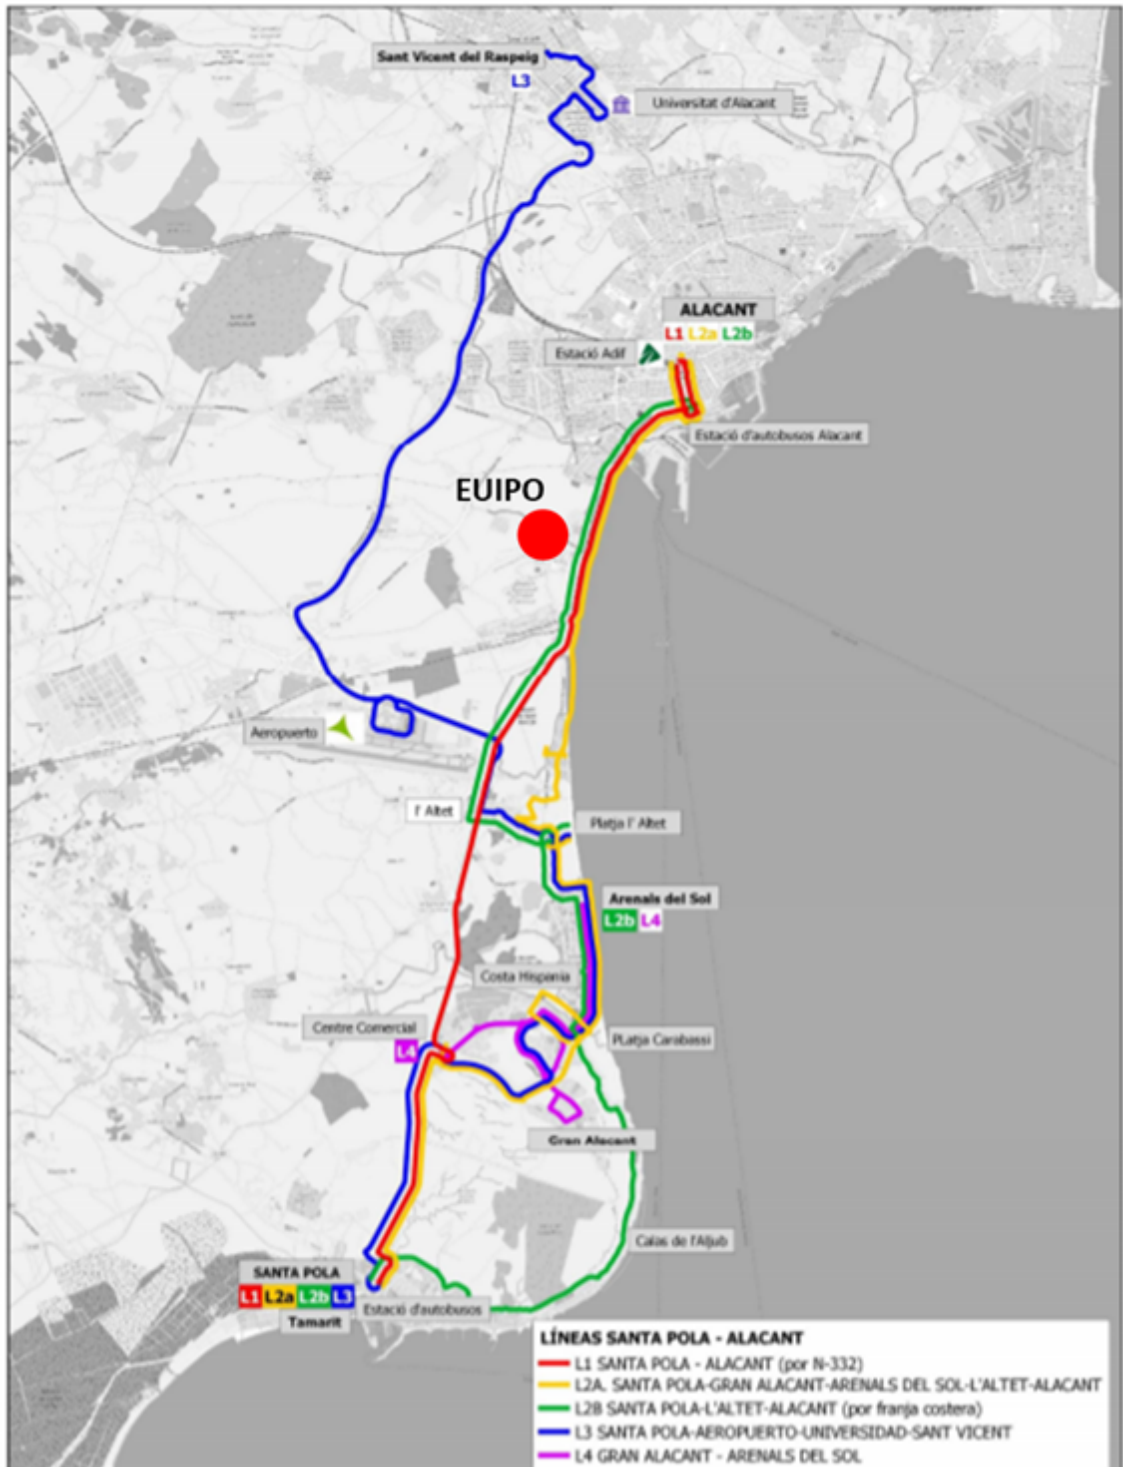 Sant Vicent del Raspeig
L3
Universitat d'Alacant
ALACANT
L1 L2a L2b
Estació Adif
Estació d'autobusos Alacant
EUIPO
Aeropuerto
l' Altet
Platja l' Altet
Arenals del Sol
L2b L4
Costa Hispania
Centre Comercial
L4
Platja Carabassi
Gran Alacant
Calas de l'Aljub
SANTA POLA
L1 L2a L2b L3
Estació d'autobusos
Tamarit
LÍNEAS SANTA POLA - ALACANT
L1 SANTA POLA - ALACANT (por N-332)
L2A. SANTA POLA-GRAN ALACANT-ARENALS DEL SOL-L'ALTET-ALACANT
L2B SANTA POLA-L'ALTET-ALACANT (por franja costera)
L3 SANTA POLA-AEROPUERTO-UNIVERSIDAD-SANT VICENT
L4 GRAN ALACANT - ARENALS DEL SOL